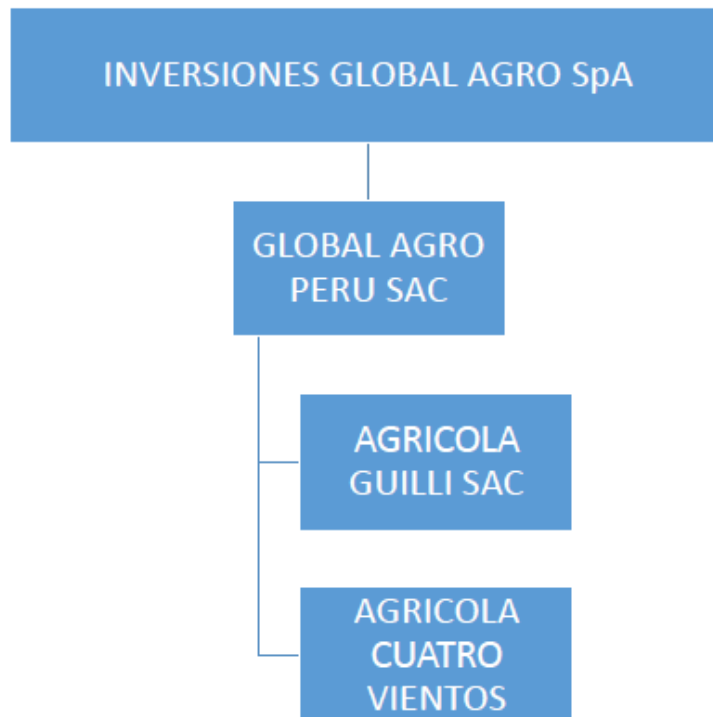 INVERSIONES GLOBAL AGRO SpA
GLOBAL AGRO
PERU SAC
AGRICOLA
GUILLI SAC
AGRICOLA
CUATRO
VIENTOS